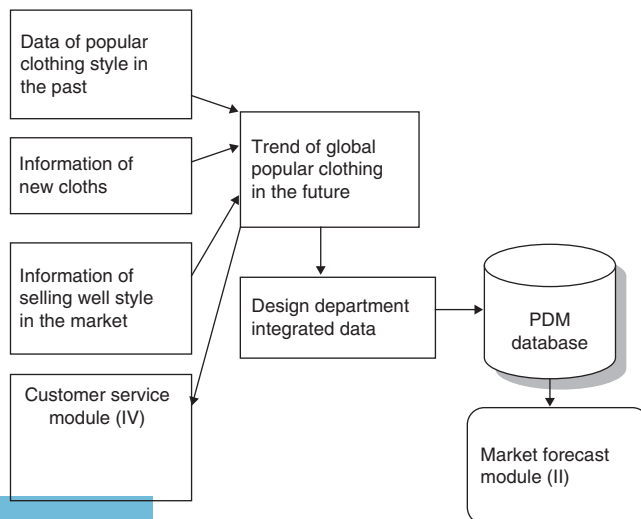 Data of popular
clothing style in
the past
Information of
new cloths
Information of
selling well style
in the market
Customer service
module (IV)
Trend of global
popular clothing
in the future
Design department
integrated data
PDM
database
Market forecast
module (II)